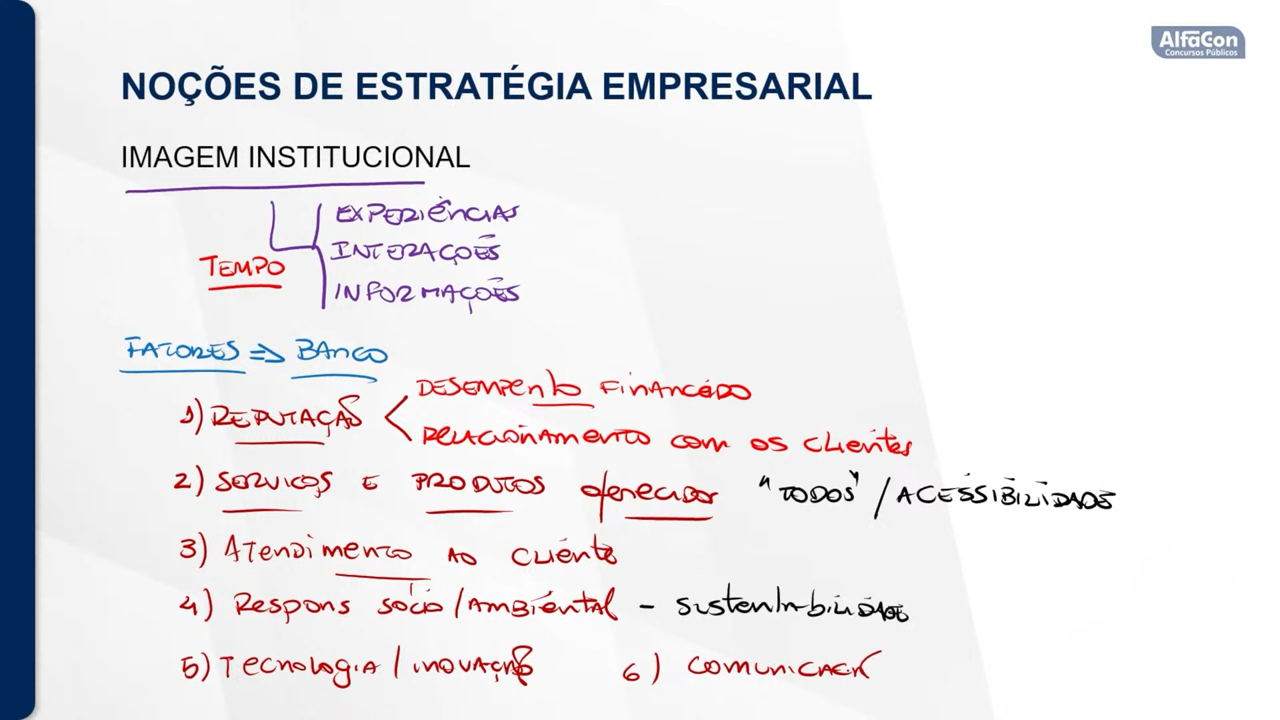 AlfaCon
Concursos Públicos
NOÇÕES DE ESTRATÉGIA EMPRESARIAL
IMAGEM INSTITUCIONAL
EXPERIÊNCIAS
INTERAÇÕES
TEMPO
INFORMAÇÕES
FATORES => BANCO
DESEMPENHO FINANCEIRO
1) REPUTAÇÃO
RELACIONAMENTO COM OS CLIENTES
2) SERVIÇOS E PRODUTOS oferecidos "TODOS" / ACESSIBILIDADE
3) Atendimento AO CLIENTE
4) Respons sócio/AMBIENTAL - sustentabilidade
5) Tecnologia / INOVAÇÃO 6) COMUNICAÇÃO